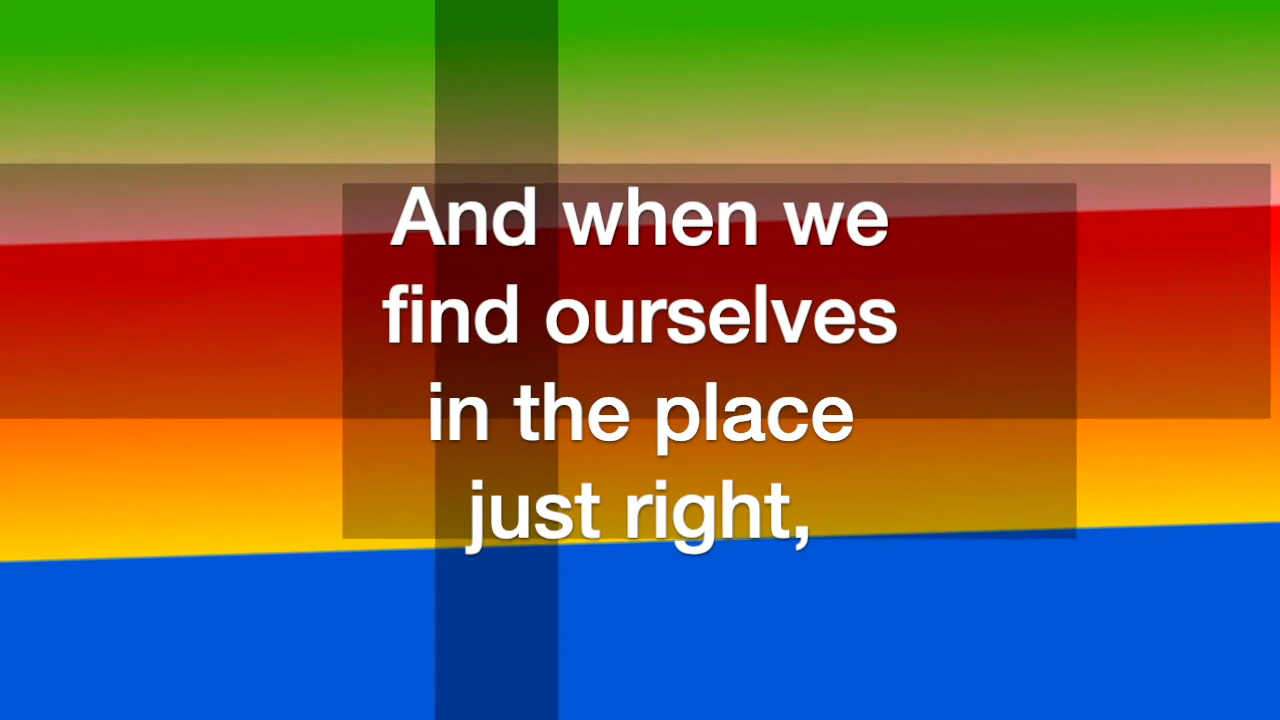 And when we
find ourselves
in the place
just right,